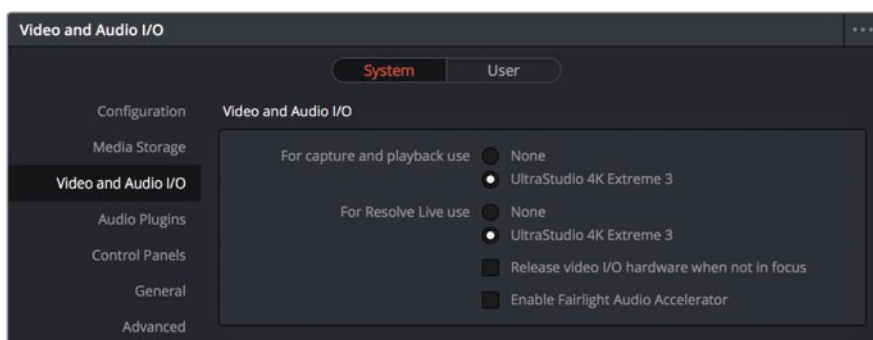 Video and Audio I/O
System
User
Configuration
Media Storage
Video and Audio I/O
Audio Plugins
Control Panels
General
Advanced
Video and Audio I/O
For capture and playback use
None
UltraStudio 4K Extreme 3
For Resolve Live use
None
UltraStudio 4K Extreme 3
Release video I/O hardware when not in focus
Enable Fairlight Audio Accelerator